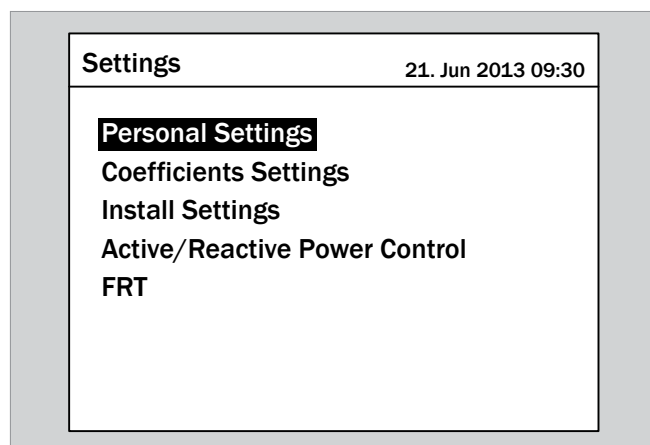 Settings
21. Jun 2013 09:30
Personal Settings
Coefficients Settings
Install Settings
Active/Reactive Power Control
FRT